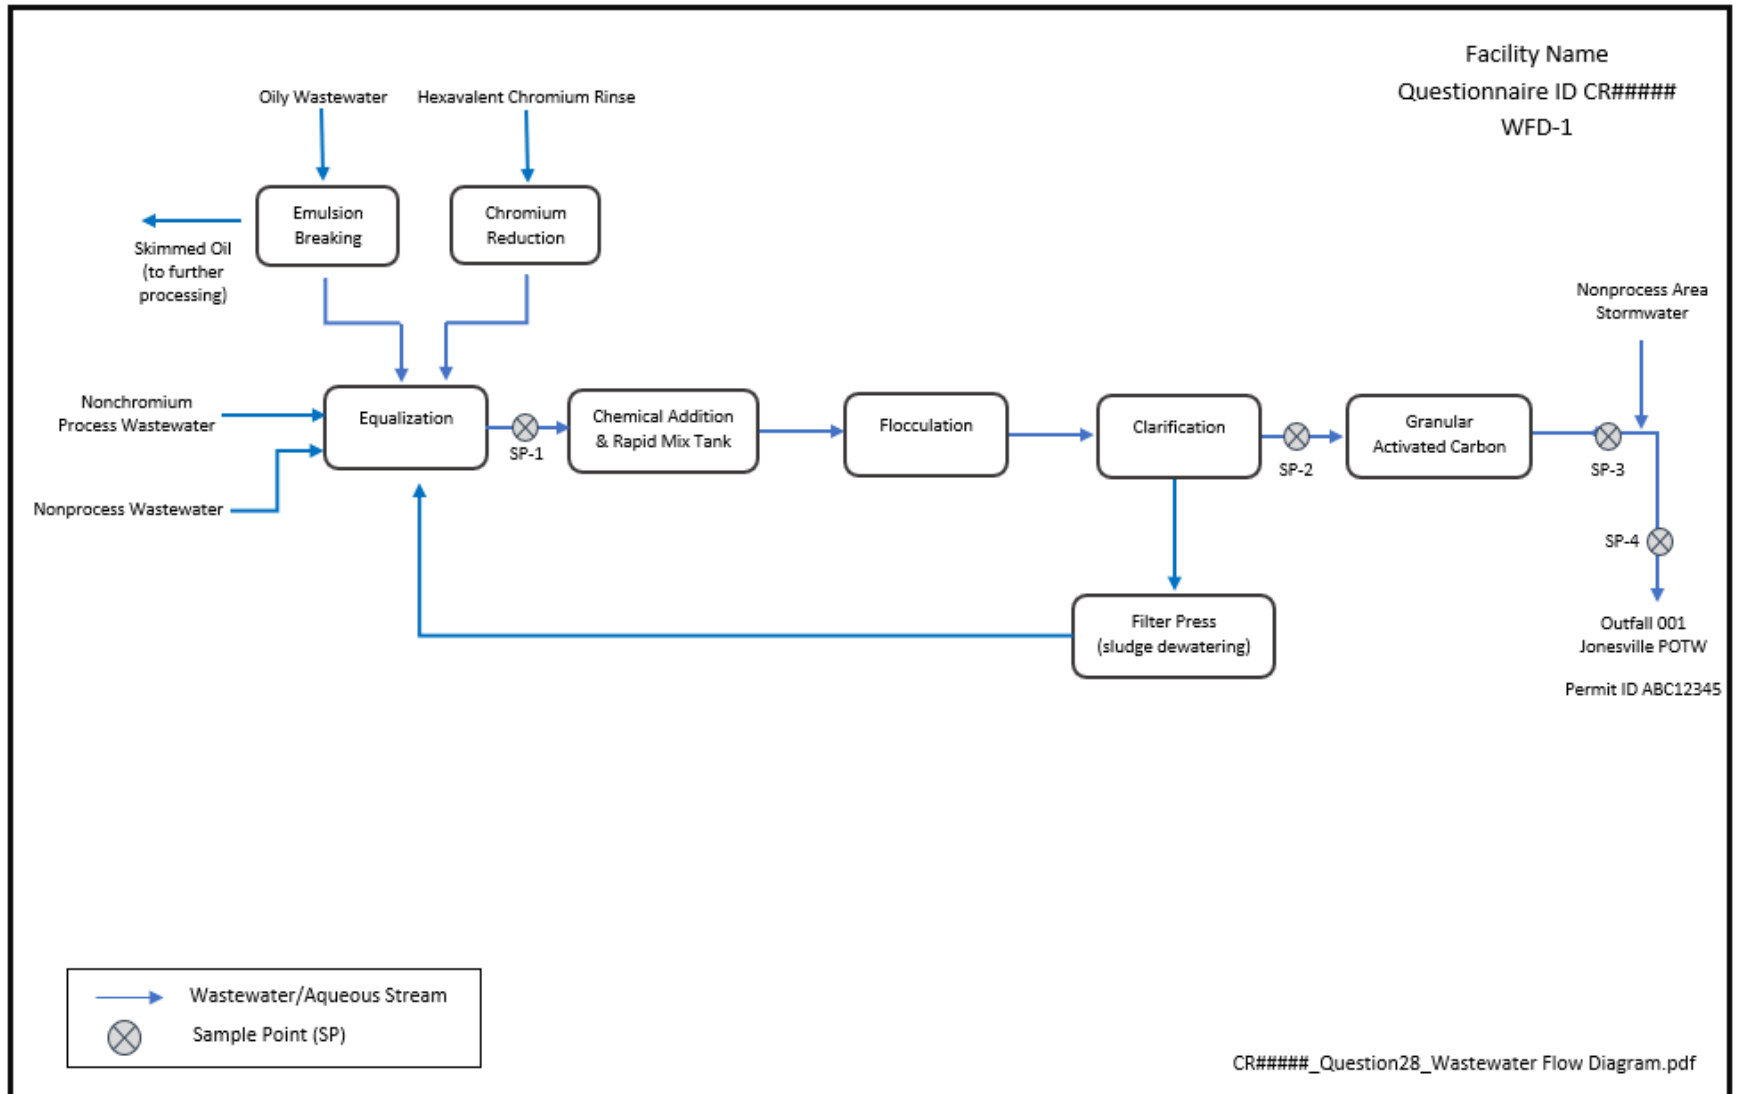 Facility Name
Questionnaire ID CR#####
WFD-1
Oily Wastewater
Hexavalent Chromium Rinse
Emulsion
Breaking
Chromium
Reduction
Skimmed Oil
(to further
processing)
Nonprocess Area
Stormwater
Nonchromium
Process Wastewater
Equalization
SP-1
Chemical Addition
& Rapid Mix Tank
Flocculation
Clarification
SP-2
Granular
Activated Carbon
SP-3
Nonprocess Wastewater
SP-4
Filter Press
(sludge dewatering)
Outfall 001
Jonesville POTW
Permit ID ABC12345
Wastewater/Aqueous Stream
Sample Point (SP)
CR#####_Question28_Wastewater Flow Diagram.pdf